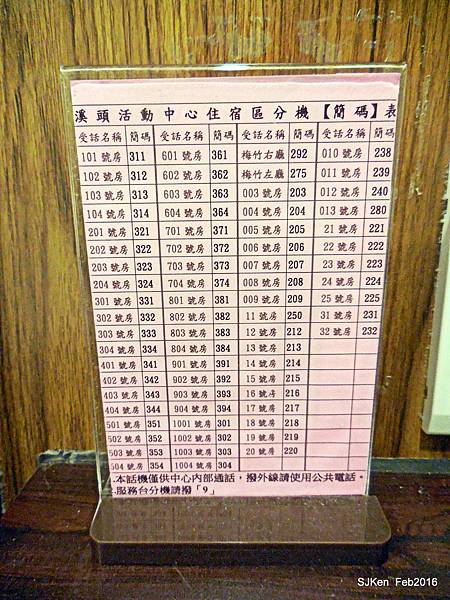 溪頭活動中心住宿區分機【簡碼】表
受話名稱 簡碼 受話名稱 簡碼 受話名稱 簡碼 受話名稱 簡碼
101 號房 311 601 號房 361 梅竹右廳 292 010 號房 238
102 號房 312 602 號房 362 梅竹左廳 275 011 號房 239
103 號房 313 603 號房 363 003 號房 203 012 號房 240
104 號房 314 604 號房 364 004 號房 204 013 號房 280
201 號房 321 701 號房 371 005 號房 205 21 號房 221
202 號房 322 702 號房 372 006 號房 206 22 號房 222
203 號房 323 703 號房 373 007 號房 207 23 號房 223
204 號房 324 704 號房 374 008 號房 208 24 號房 224
301 號房 331 801 號房 381 009 號房 209 25 號房 225
302 號房 332 802 號房 382 11 號房 250 31 號房 231
303 號房 333 803 號房 383 12 號房 212 32 號房 232
304 號房 334 804 號房 384 13 號房 213
401 號房 341 901 號房 391 14 號房 214
402 號房 342 902 號房 392 15 號房 215
403 號房 343 903 號房 393 16 號房 216
404 號房 344 904 號房 394 17 號房 217
501 號房 351 1001 號房 301 18 號房 218
502 號房 352 1002 號房 302 19 號房 219
503 號房 353 1003 號房 303 20 號房 220
504 號房 354 1004 號房 304
.本話機僅供中心內部通話，撥外線請使用公共電話。
.服務台分機請撥「9」
SJKen Feb2016